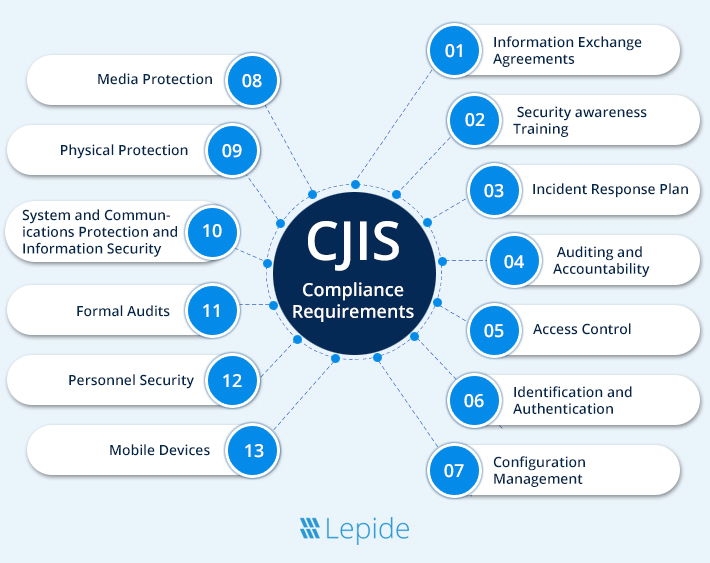 CJIS
Compliance
Requirements
01
Information Exchange
Agreements
02
Security awareness
Training
03
Incident Response Plan
04
Auditing and
Accountability
05
Access Control
06
Identification and
Authentication
07
Configuration
Management
08
Media Protection
09
Physical Protection
10
System and Commun-
ications Protection and
Information Security
11
Formal Audits
12
Personnel Security
13
Mobile Devices
Lepide